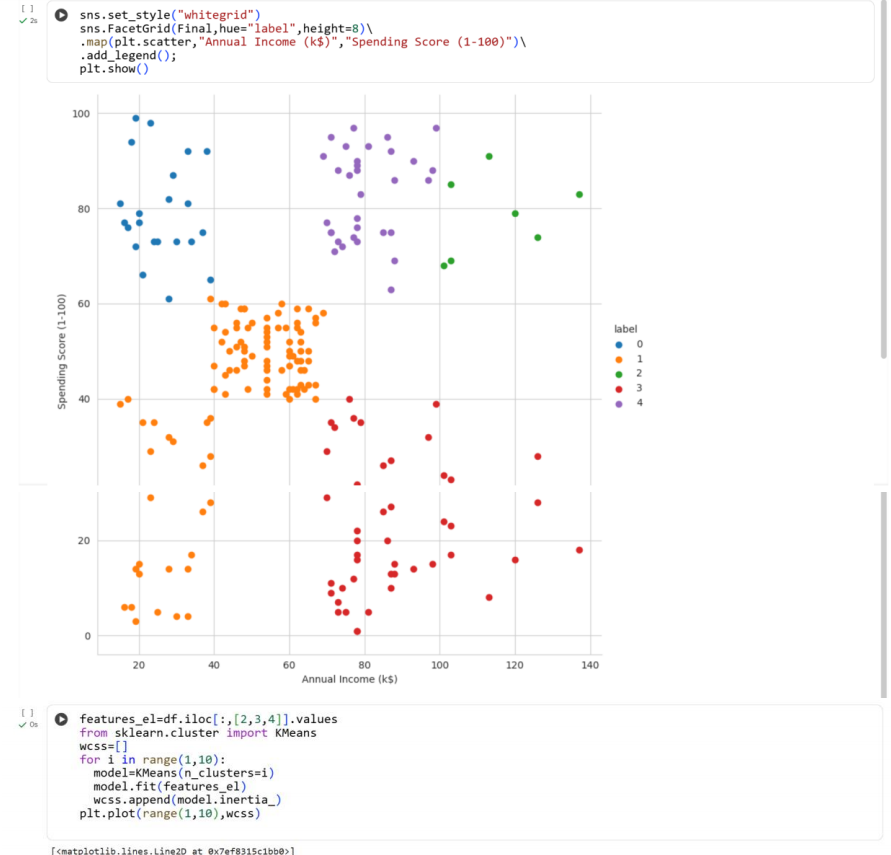 [ ]
2s
sns.set_style("whitegrid")
sns.FacetGrid(Final,hue="label",height=8)\
.map(plt.scatter,"Annual Income (k$)","Spending Score (1-100)")\
.add_legend();
plt.show()
100
80
60
40
20
0
Spending Score (1-100)
20 40 60 80 100 120 140
Annual Income (k$)
label
0
1
2
3
4
[ ]
0s
features_el=df.iloc[:,[2,3,4]].values
from sklearn.cluster import KMeans
wcss=[]
for i in range(1,10):
  model=KMeans(n_clusters=i)
  model.fit(features_el)
  wcss.append(model.inertia_)
plt.plot(range(1,10),wcss)
[<matplotlib.lines.Line2D at 0x7ef8315c1bb0>]